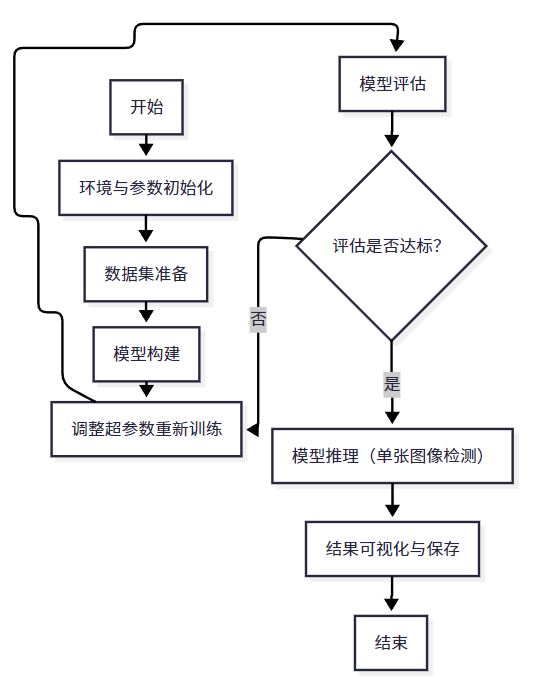 开始
环境与参数初始化
数据集准备
模型构建
调整超参数重新训练
模型评估
评估是否达标？
否
是
模型推理（单张图像检测）
结果可视化与保存
结束